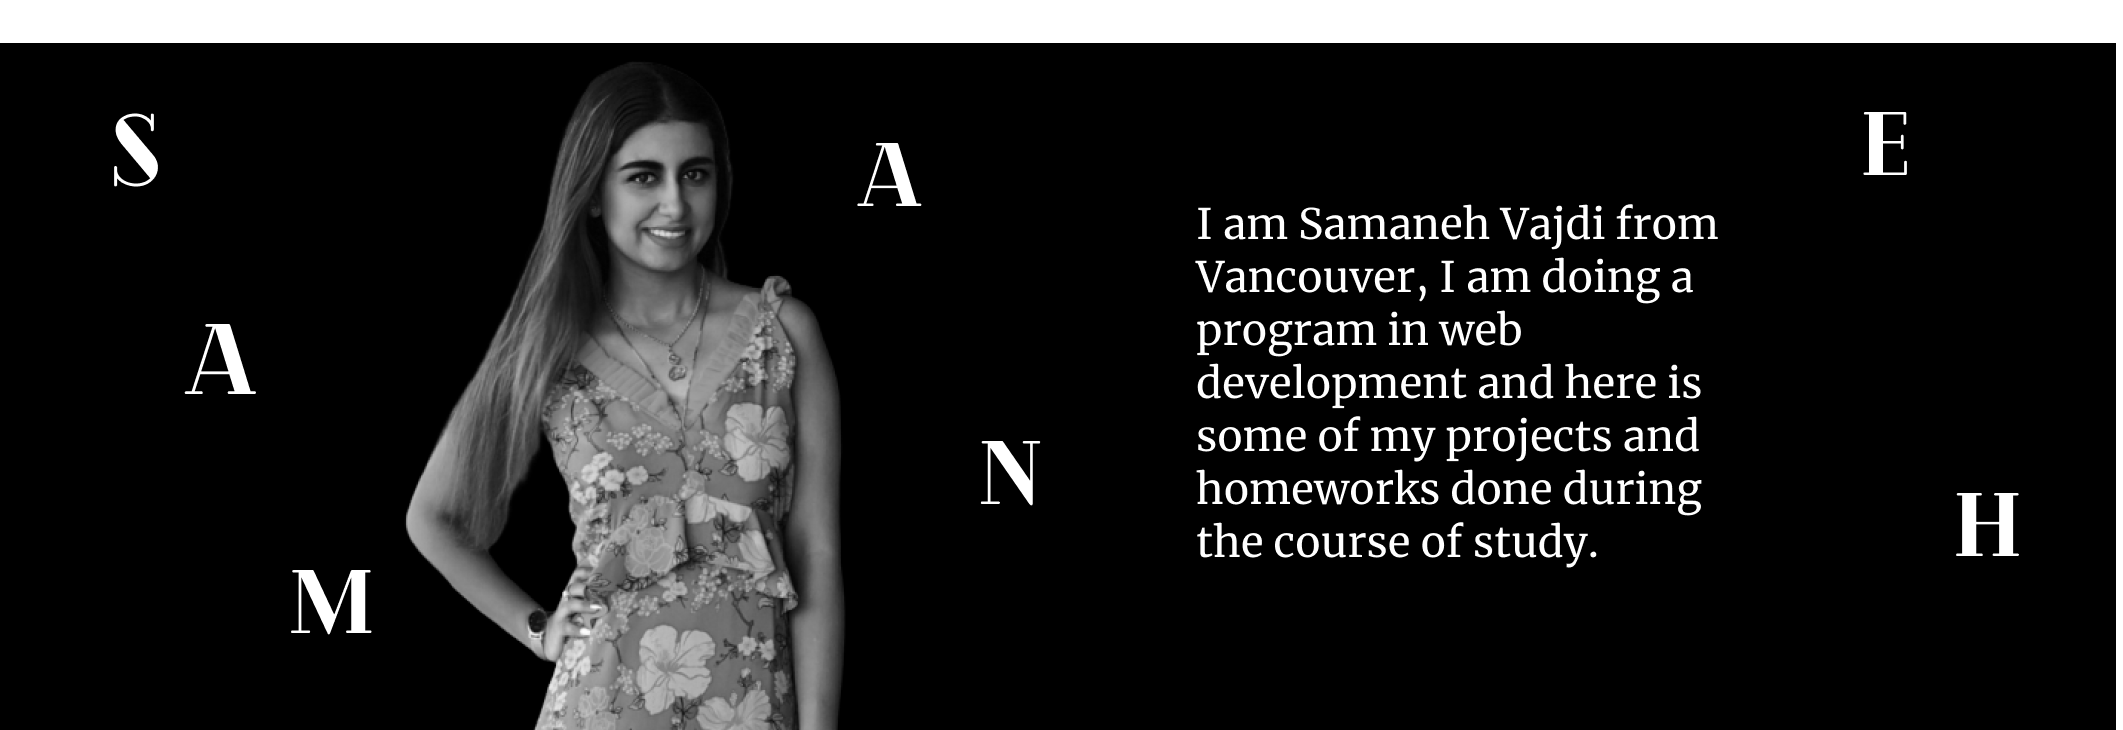 S
A
M
A
N
I am Samaneh Vajdi from
Vancouver, I am doing a
program in web
development and here is
some of my projects and
homeworks done during
the course of study.
E
H